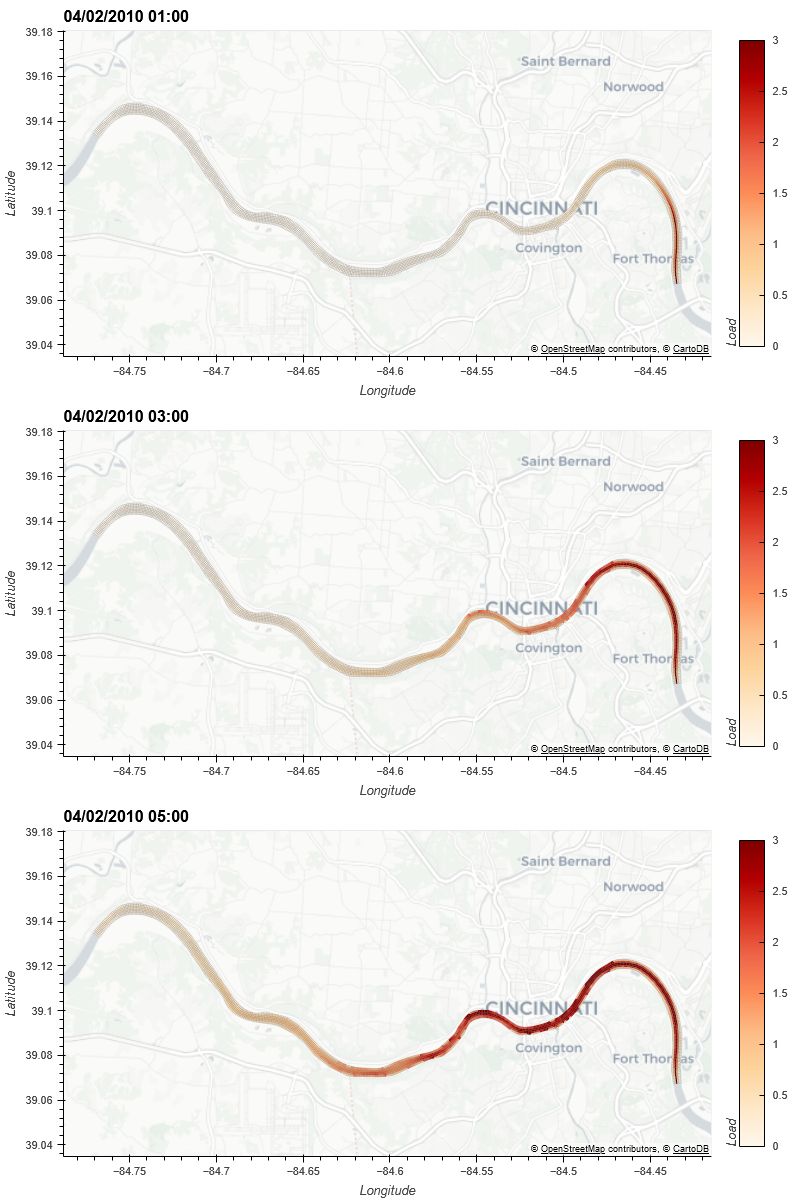 04/02/2010 01:00
39.18
39.16
39.14
39.12
39.1
39.08
39.06
39.04
Latitude
Saint Bernard
Norwood
CINCINNATI
Covington
Fort Thomas
© OpenStreetMap contributors, © CartoDB
−84.75
−84.7
−84.65
−84.6
−84.55
−84.5
−84.45
Longitude
3
2.5
2
1.5
1
0.5
0
Load
04/02/2010 03:00
39.18
39.16
39.14
39.12
39.1
39.08
39.06
39.04
Latitude
Saint Bernard
Norwood
CINCINNATI
Covington
Fort Thomas
© OpenStreetMap contributors, © CartoDB
−84.75
−84.7
−84.65
−84.6
−84.55
−84.5
−84.45
Longitude
3
2.5
2
1.5
1
0.5
0
Load
04/02/2010 05:00
39.18
39.16
39.14
39.12
39.1
39.08
39.06
39.04
Latitude
Saint Bernard
Norwood
CINCINNATI
Covington
Fort Thomas
© OpenStreetMap contributors, © CartoDB
−84.75
−84.7
−84.65
−84.6
−84.55
−84.5
−84.45
Longitude
3
2.5
2
1.5
1
0.5
0
Load